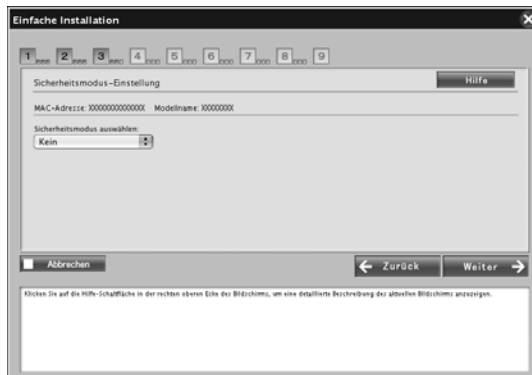 Einfache Installation
1 2 3 4 5 6 7 8 9
Sicherheitsmodus-Einstellung
Hilfe
MAC-Adresse: XXXXXXXXXXXXXX Modellname: XXXXXXXX
Sicherheitsmodus auswählen:
Kein
Abbrechen
Zurück
Weiter
Klicken Sie auf die Hilfe-Schaltfläche in der rechten oberen Ecke des Bildschirms, um eine detaillierte Beschreibung des aktuellen Bildschirms anzuzeigen.